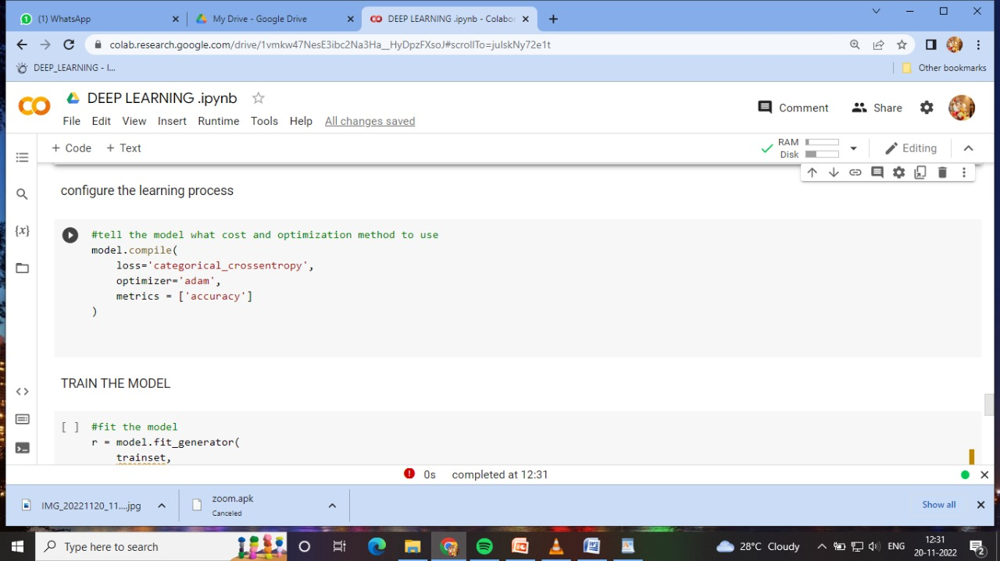 (1) WhatsApp
My Drive - Google Drive
DEEP LEARNING .ipynb - Colabor
colab.research.google.com/drive/1vmkw47NesE3ibc2Na3Ha__HyDpzFXsoJ#scrollTo=juIskNy72e1t
DEEP_LEARNING - I...
Other bookmarks
DEEP LEARNING .ipynb
Comment
Share
File Edit View Insert Runtime Tools Help All changes saved
+ Code + Text
RAM
Disk
Editing
configure the learning process
#tell the model what cost and optimization method to use
model.compile(
loss='categorical_crossentropy',
optimizer='adam',
metrics = ['accuracy']
)
TRAIN THE MODEL
[ ] #fit the model
r = model.fit_generator(
trainset,
0s completed at 12:31
IMG_20221120_11....jpg
zoom.apk
Canceled
Show all
Type here to search
28°C Cloudy
ENG
12:31
20-11-2022
2